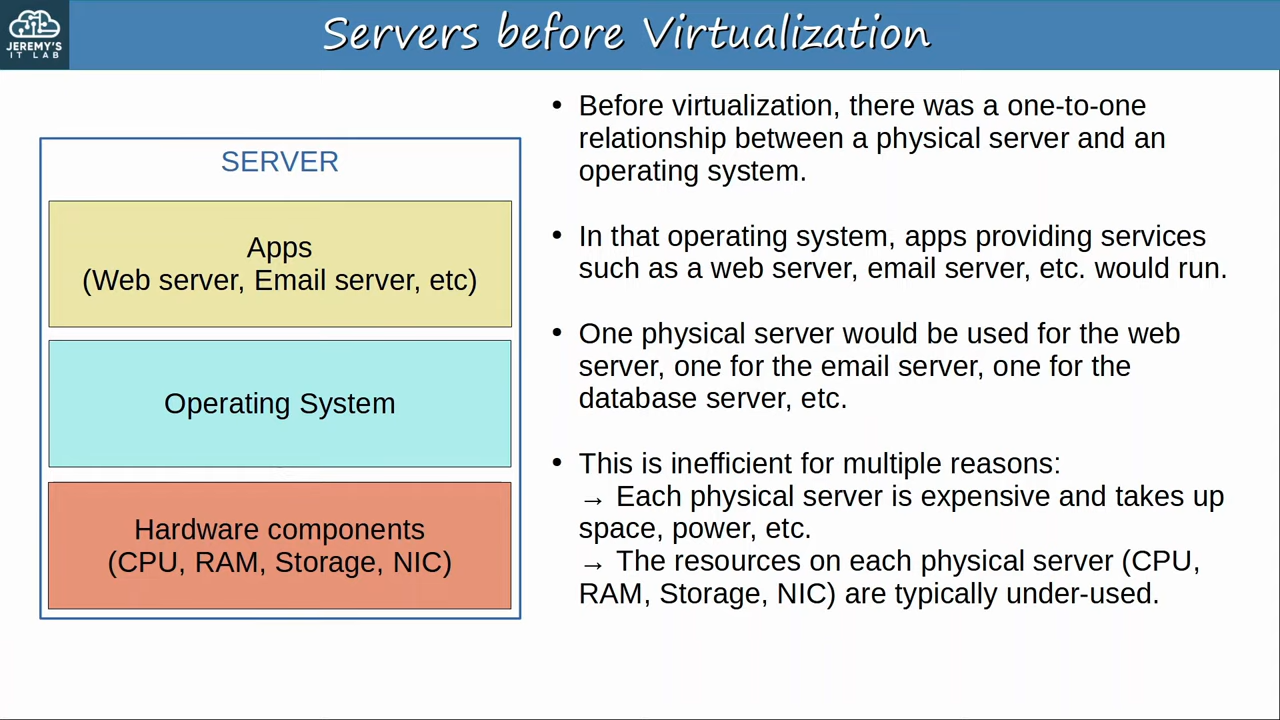 JEREMY'S
IT LAB
Servers before Virtualization
SERVER
Apps
(Web server, Email server, etc)
Operating System
Hardware components
(CPU, RAM, Storage, NIC)
• Before virtualization, there was a one-to-one
relationship between a physical server and an
operating system.
• In that operating system, apps providing services
such as a web server, email server, etc. would run.
• One physical server would be used for the web
server, one for the email server, one for the
database server, etc.
• This is inefficient for multiple reasons:
→ Each physical server is expensive and takes up
space, power, etc.
→ The resources on each physical server (CPU,
RAM, Storage, NIC) are typically under-used.